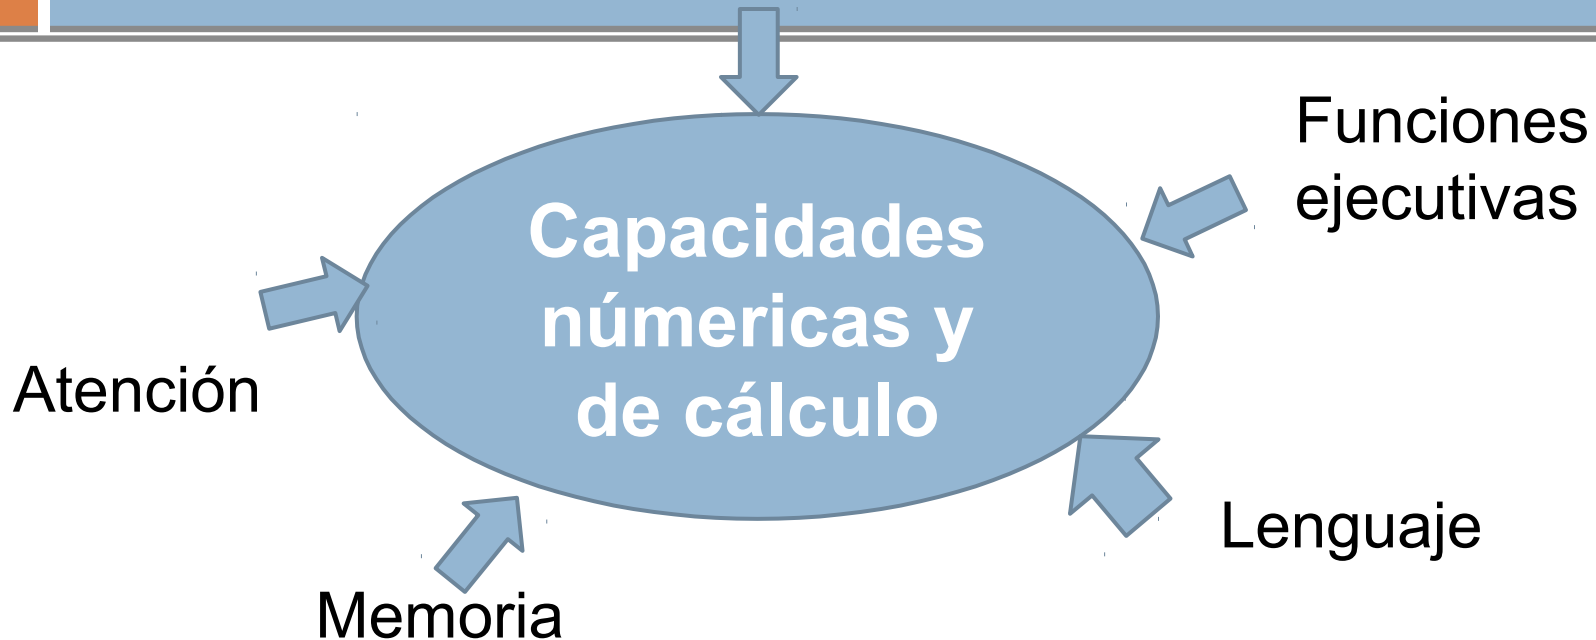 Funciones
ejecutivas
Capacidades
númericas y
de cálculo
Atención
Lenguaje
Memoria